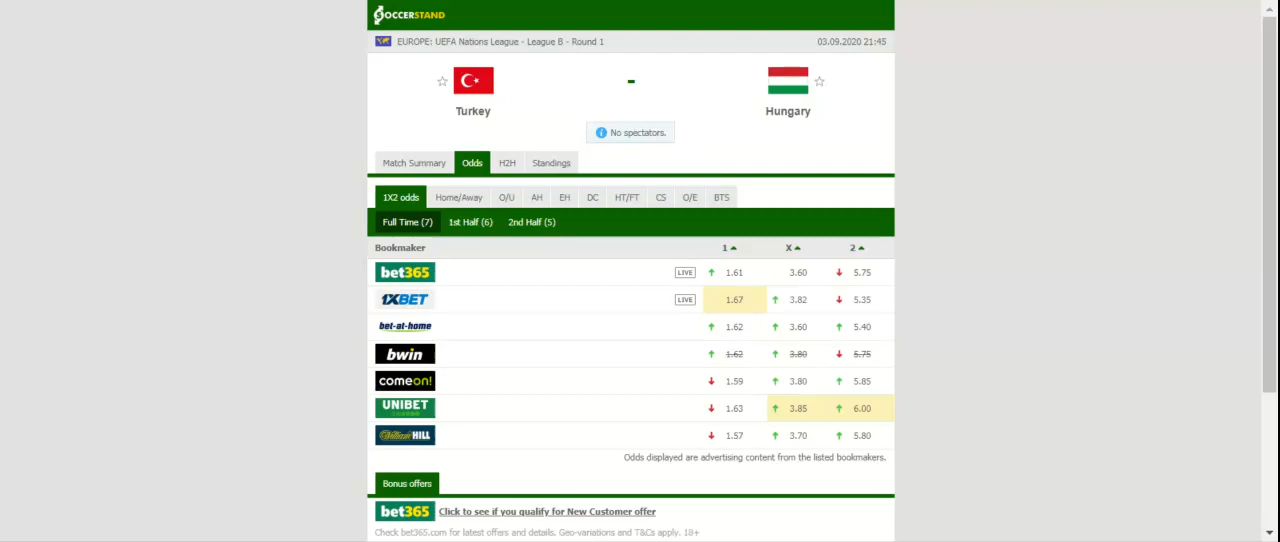 SOCCERSTAND
EUROPE: UEFA Nations League - League B - Round 1 03.09.2020 21:45
-
Turkey Hungary
No spectators.
Match Summary Odds H2H Standings
1X2 odds Home/Away O/U AH EH DC HT/FT CS O/E BTS
Full Time (7) 1st Half (6) 2nd Half (5)
Bookmaker 1 X 2
bet365 LIVE 1.61 3.60 5.75
1XBET LIVE 1.67 3.82 5.35
bet-at-home 1.62 3.60 5.40
bwin 1.62 3.80 5.75
comeon! 1.59 3.80 5.85
UNIBET 1.63 3.85 6.00
William HILL 1.57 3.70 5.80
Odds displayed are advertising content from the listed bookmakers.
Bonus offers
bet365 Click to see if you qualify for New Customer offer
Check bet365.com for latest offers and details. Geo-variations and T&Cs apply. 18+